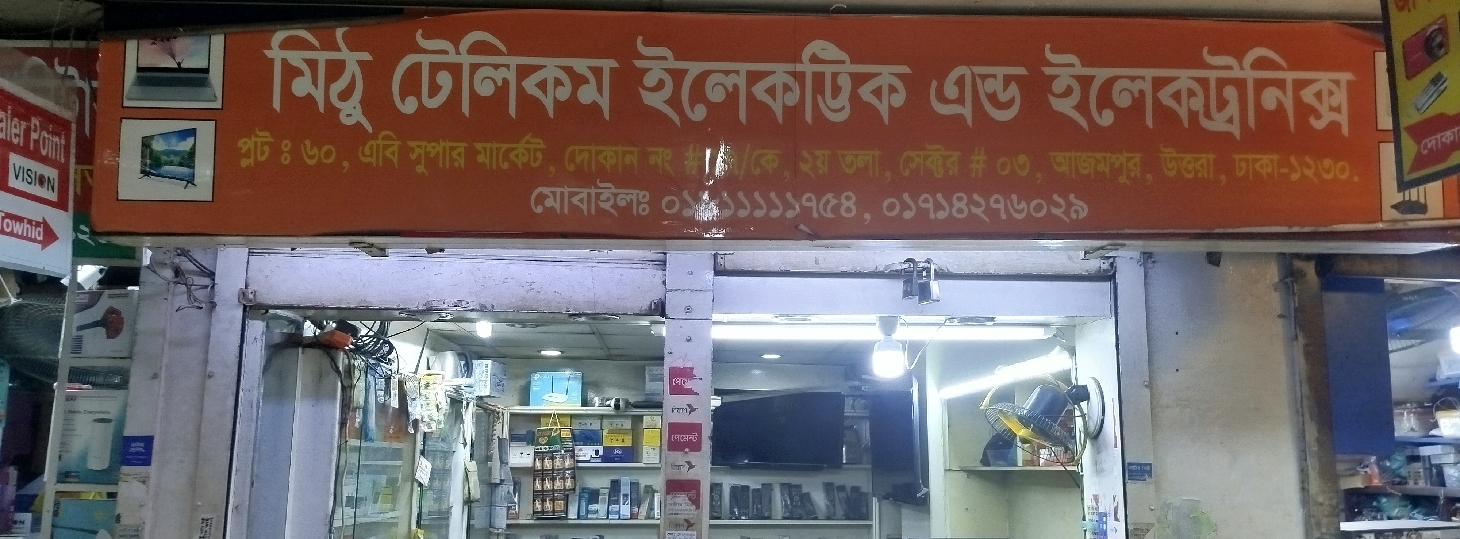 মিঠু টেলিকম ইলেকট্টিক এন্ড ইলেকট্রনিক্স
প্লট ঃ ৬০, এবি সুপার মার্কেট, দোকান নং # /কে, ২য় তলা, সেক্টর # ০৩, আজমপুর, উত্তরা, ঢাকা-১২৩০.
মোবাইলঃ ০১৭১৪২৭৬০২৯
aler Point
VISION
Towhid
দোকা
পেমেন্ট